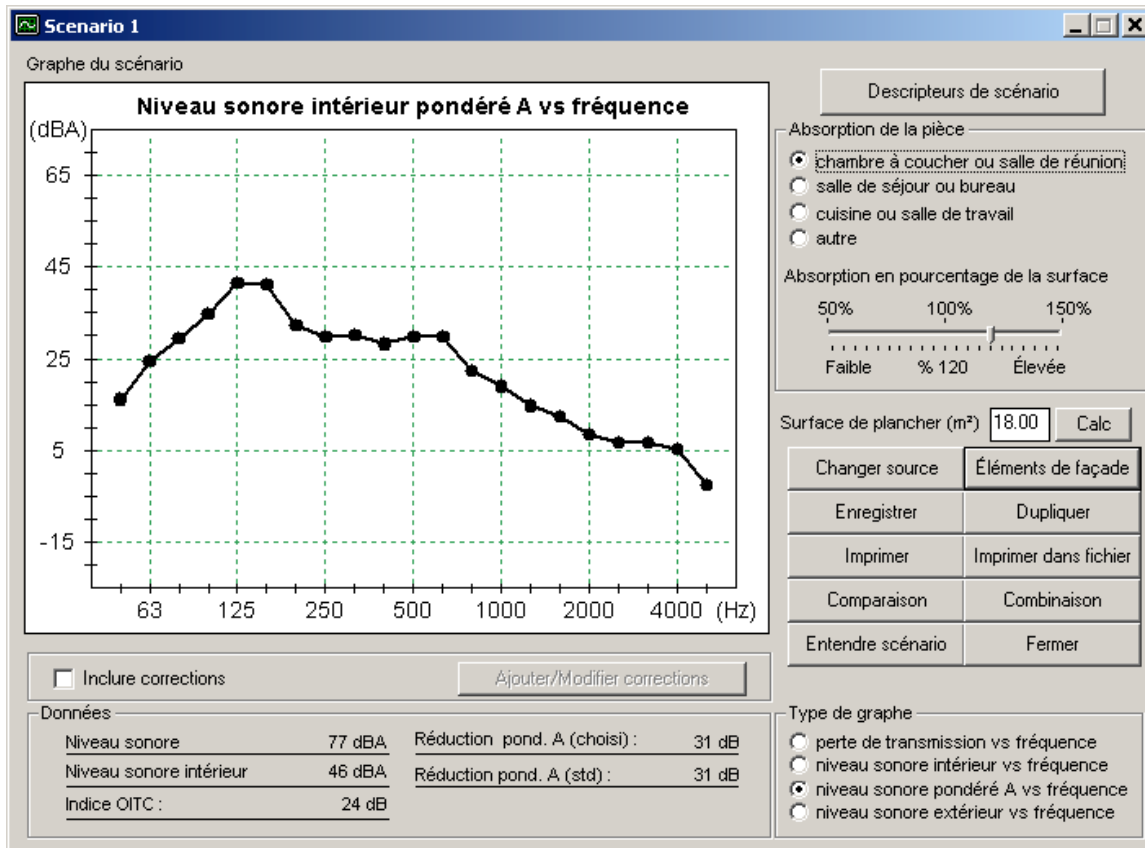 Scenario 1
Graphe du scénario
Niveau sonore intérieur pondéré A vs fréquence
(dBA)
65
45
25
5
-15
63 125 250 500 1000 2000 4000 (Hz)
Inclure corrections
Ajouter/Modifier corrections
Données
Niveau sonore 77 dBA
Niveau sonore intérieur 46 dBA
Indice OITC : 24 dB
Réduction pond. A (choisi) : 31 dB
Réduction pond. A (std) : 31 dB
Descripteurs de scénario
Absorption de la pièce
chambre à coucher ou salle de réunion
salle de séjour ou bureau
cuisine ou salle de travail
autre
Absorption en pourcentage de la surface
50% 100% 150%
Faible % 120 Élevée
Surface de plancher (m²) 18.00 Calc
Changer source Éléments de façade
Enregistrer Dupliquer
Imprimer Imprimer dans fichier
Comparaison Combinaison
Entendre scénario Fermer
Type de graphe
perte de transmission vs fréquence
niveau sonore intérieur vs fréquence
niveau sonore pondéré A vs fréquence
niveau sonore extérieur vs fréquence